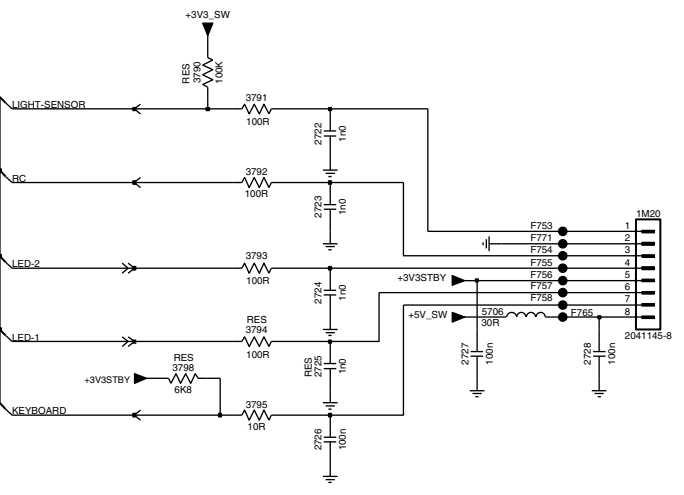 +3V3_SW
RES
3790
100K
LIGHT-SENSOR
3791
100R
2722
1n0
RC
3792
100R
2723
1n0
1M20
F753
1
F771
2
F754
3
LED-2
3793
100R
F755
4
+3V3STBY
F756
5
2724
1n0
F757
6
F758
7
+5V_SW
5706
30R
F765
8
2041145-8
LED-1
RES
3794
100R
RES
2725
1n0
2727
100n
2728
100n
RES
3798
+3V3STBY
6K8
KEYBOARD
3795
10R
2726
100n